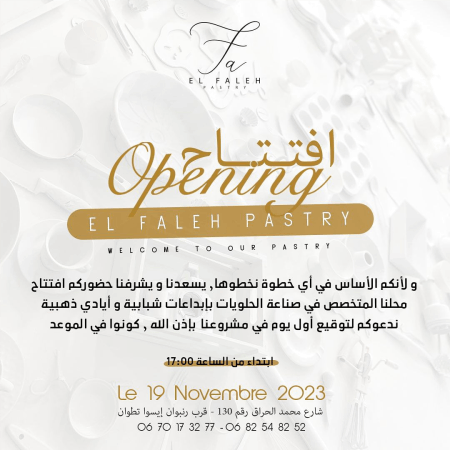 Fa
EL FALEH
PASTRY
افتتاح
Opening
EL FALEH PASTRY
WELCOME TO OUR PASTRY
و لأنكم الأساس في أي خطوة نخطوها, يسعدنا و يشرفنا حضوركم افتتاح
محلنا المتخصص في صناعة الحلويات بإبداعات شبابية و أيادي ذهبية
ندعوكم لتوقيع أول يوم في مشروعنا بإذن الله , كونوا في الموعد
ابتداء من الساعة 17:00
Le 19 Novembre 2023
شارع محمد الحراق رقم 130 - قرب رنبوان إيسوا تطوان
06 70 17 32 77 - 06 82 54 82 52